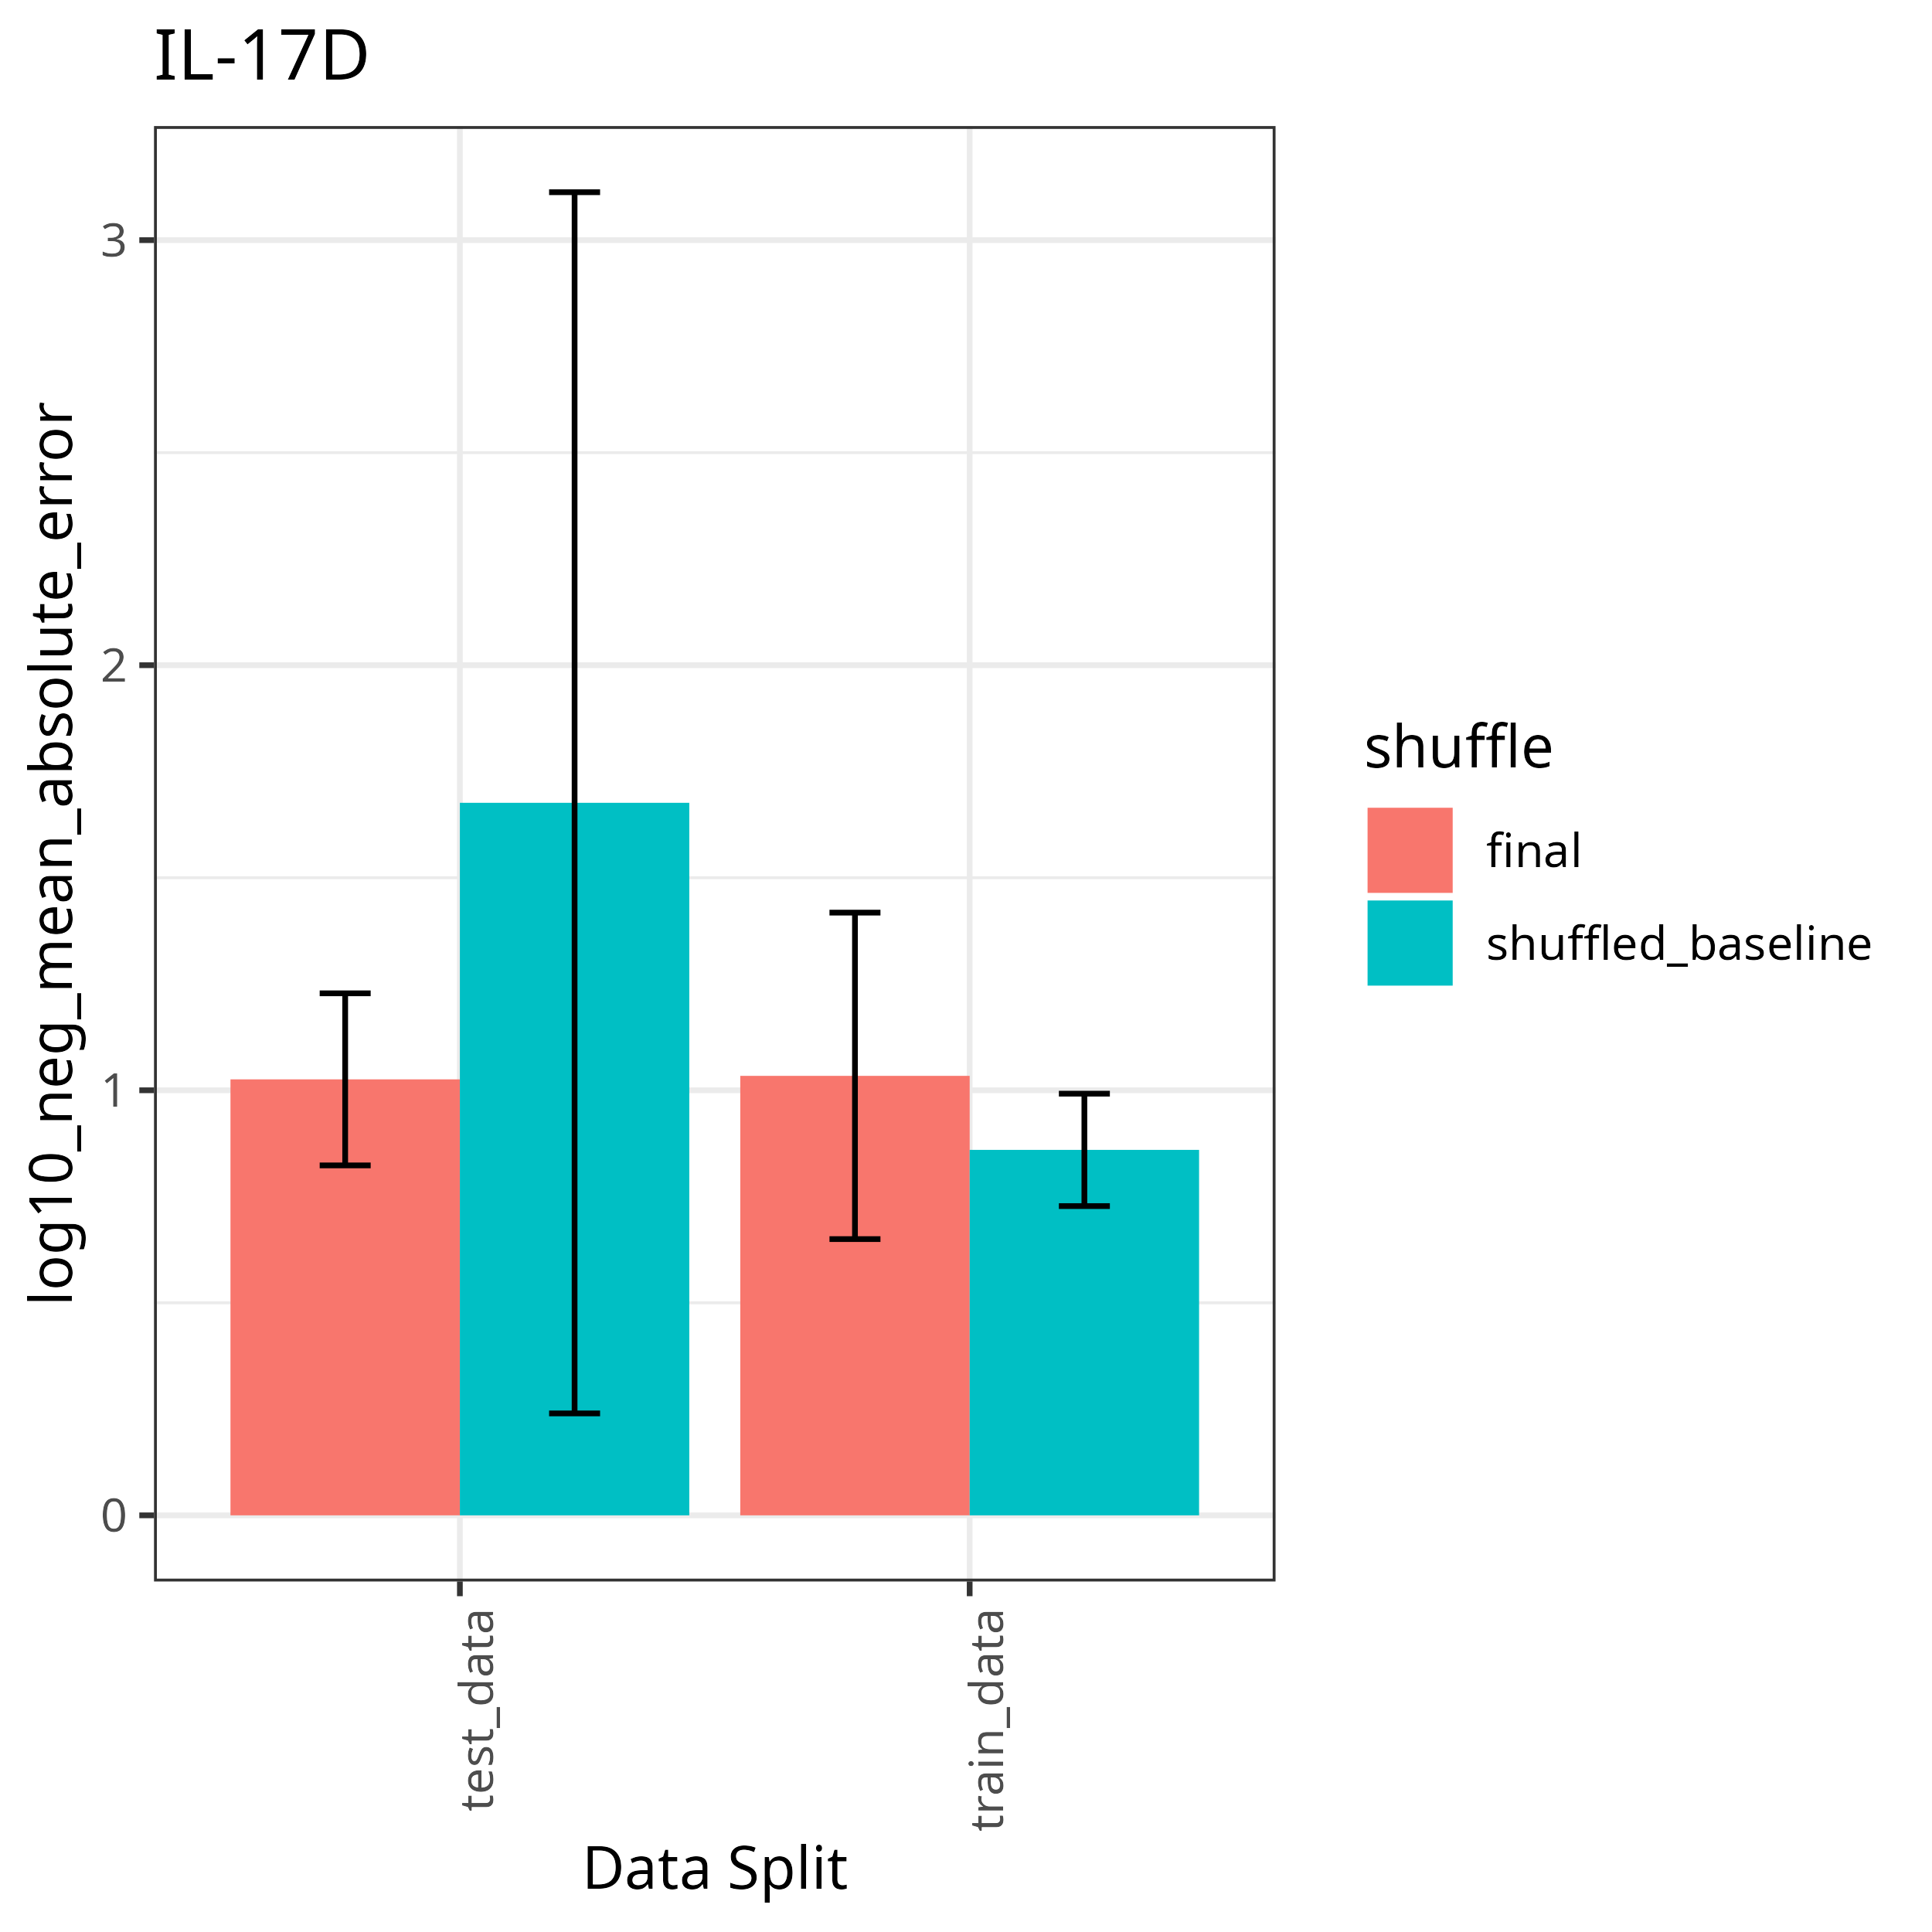 IL-17D
log10_neg_mean_absolute_error
3
2
1
0
test_data
train_data
Data Split
shuffle
final
shuffled_baseline